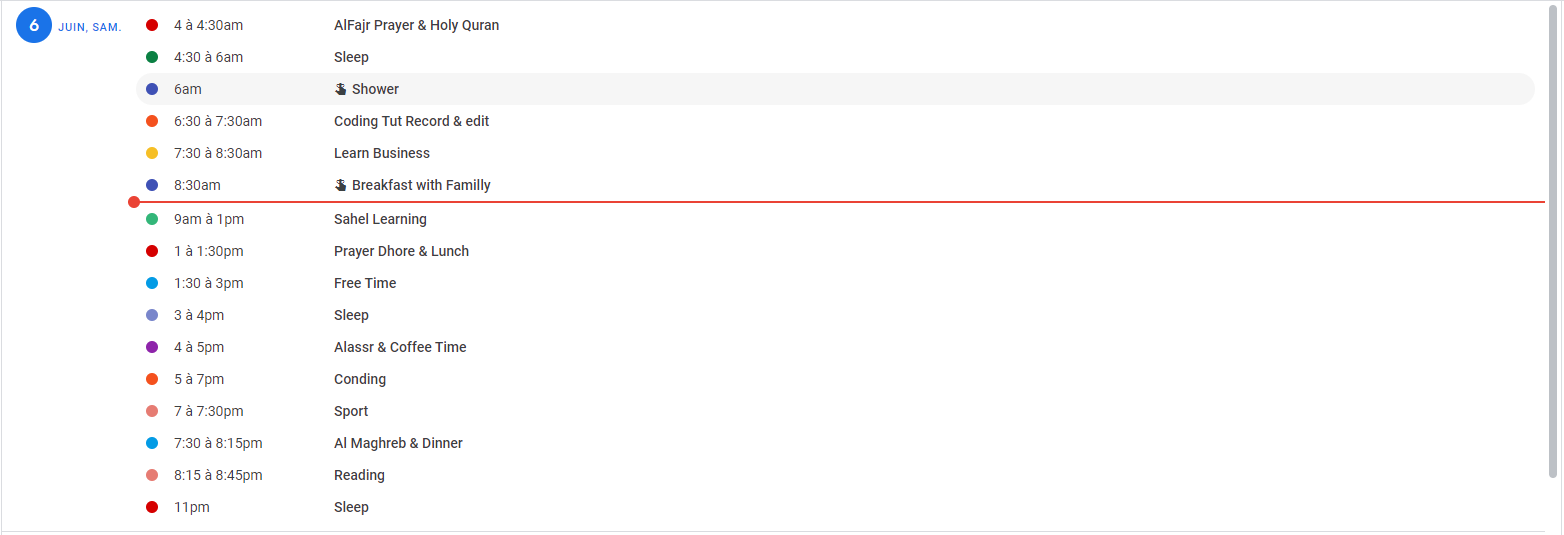 6 JUIN, SAM. 4 à 4:30am AlFajr Prayer & Holy Quran
4:30 à 6am Sleep
6am Shower
6:30 à 7:30am Coding Tut Record & edit
7:30 à 8:30am Learn Business
8:30am Breakfast with Familly
9am à 1pm Sahel Learning
1 à 1:30pm Prayer Dhore & Lunch
1:30 à 3pm Free Time
3 à 4pm Sleep
4 à 5pm Alassr & Coffee Time
5 à 7pm Conding
7 à 7:30pm Sport
7:30 à 8:15pm Al Maghreb & Dinner
8:15 à 8:45pm Reading
11pm Sleep